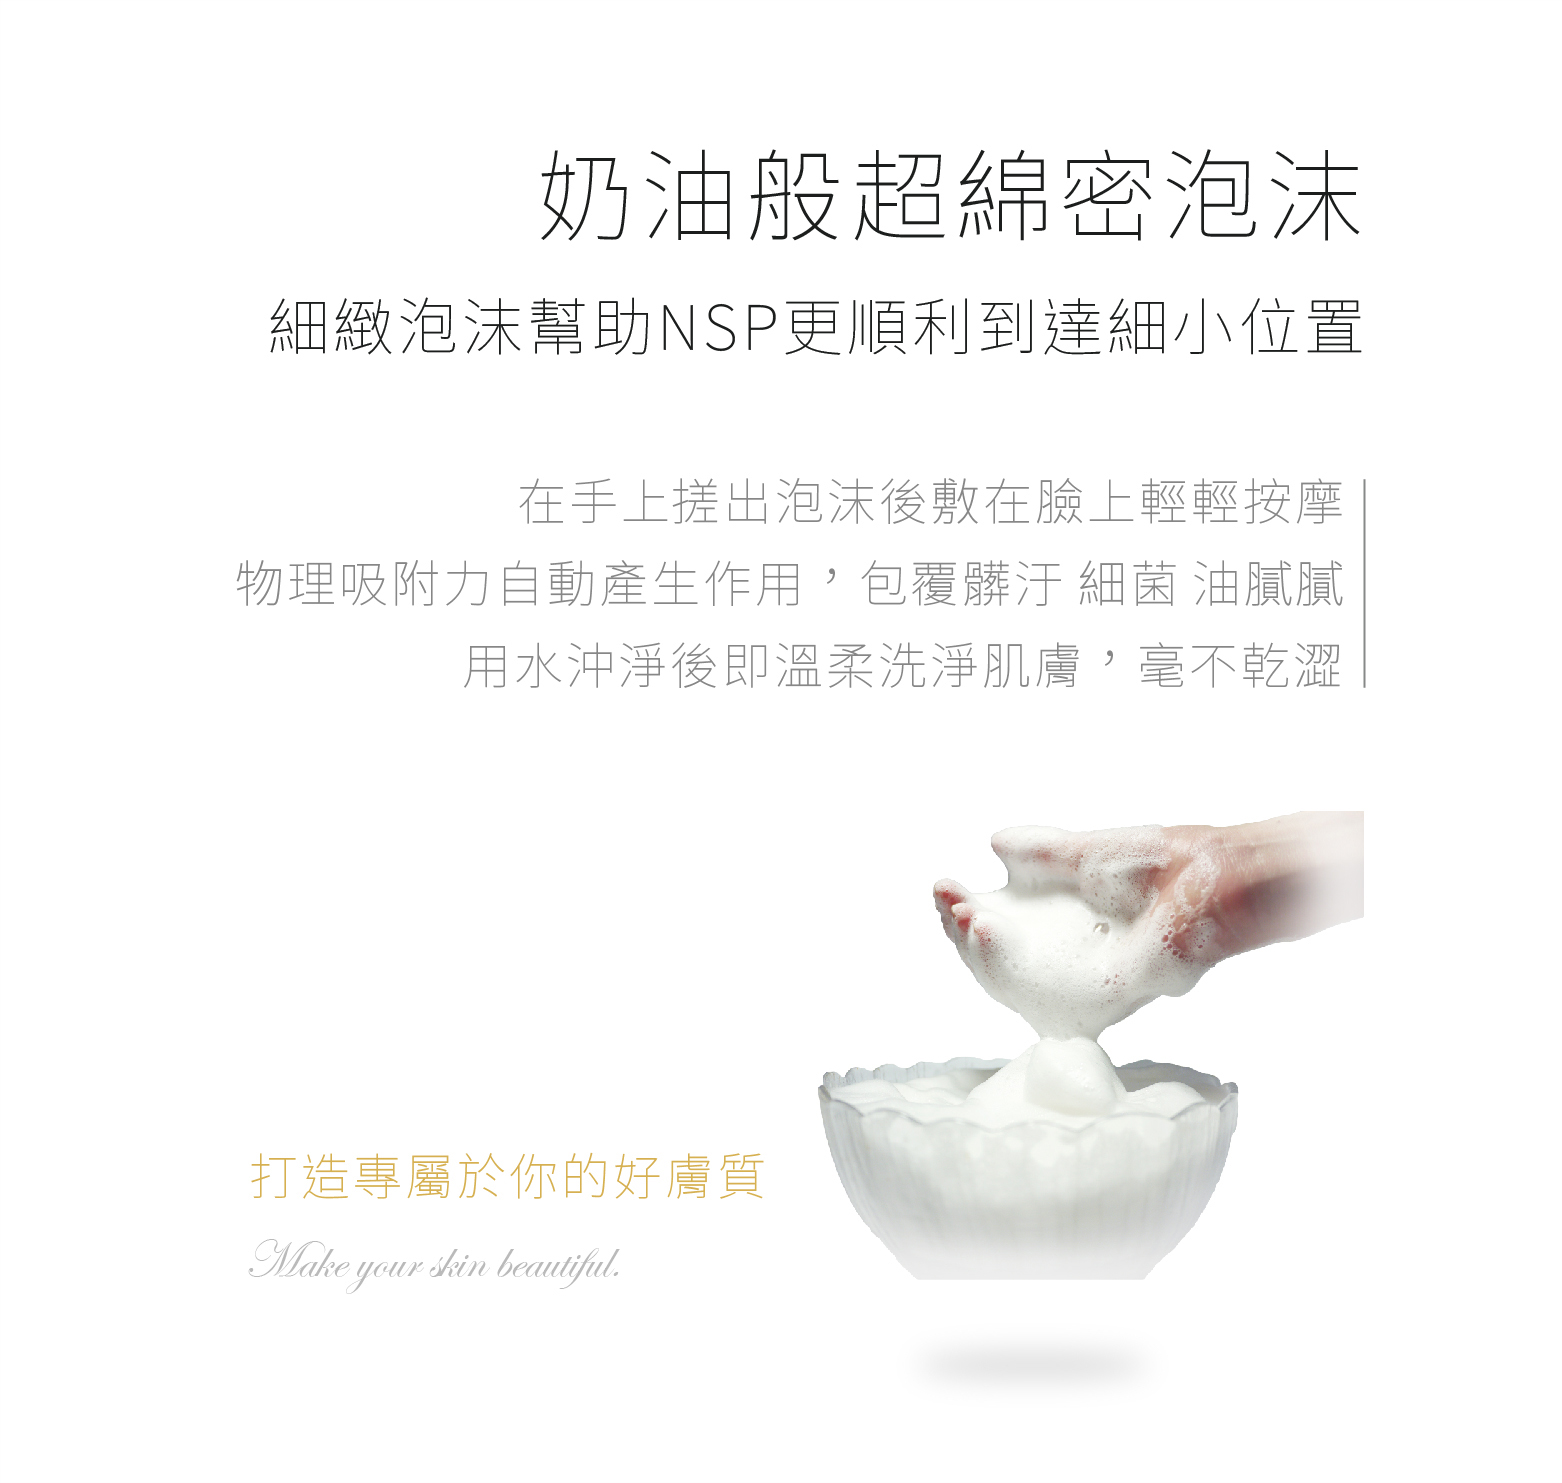 奶油般超綿密泡沫
細緻泡沫幫助NSP更順利到達細小位置
在手上搓出泡沫後敷在臉上輕輕按摩
物理吸附力自動產生作用，包覆髒汙 細菌 油膩膩
用水沖淨後即溫柔洗淨肌膚，毫不乾澀
打造專屬於你的好膚質
Make your skin beautiful.